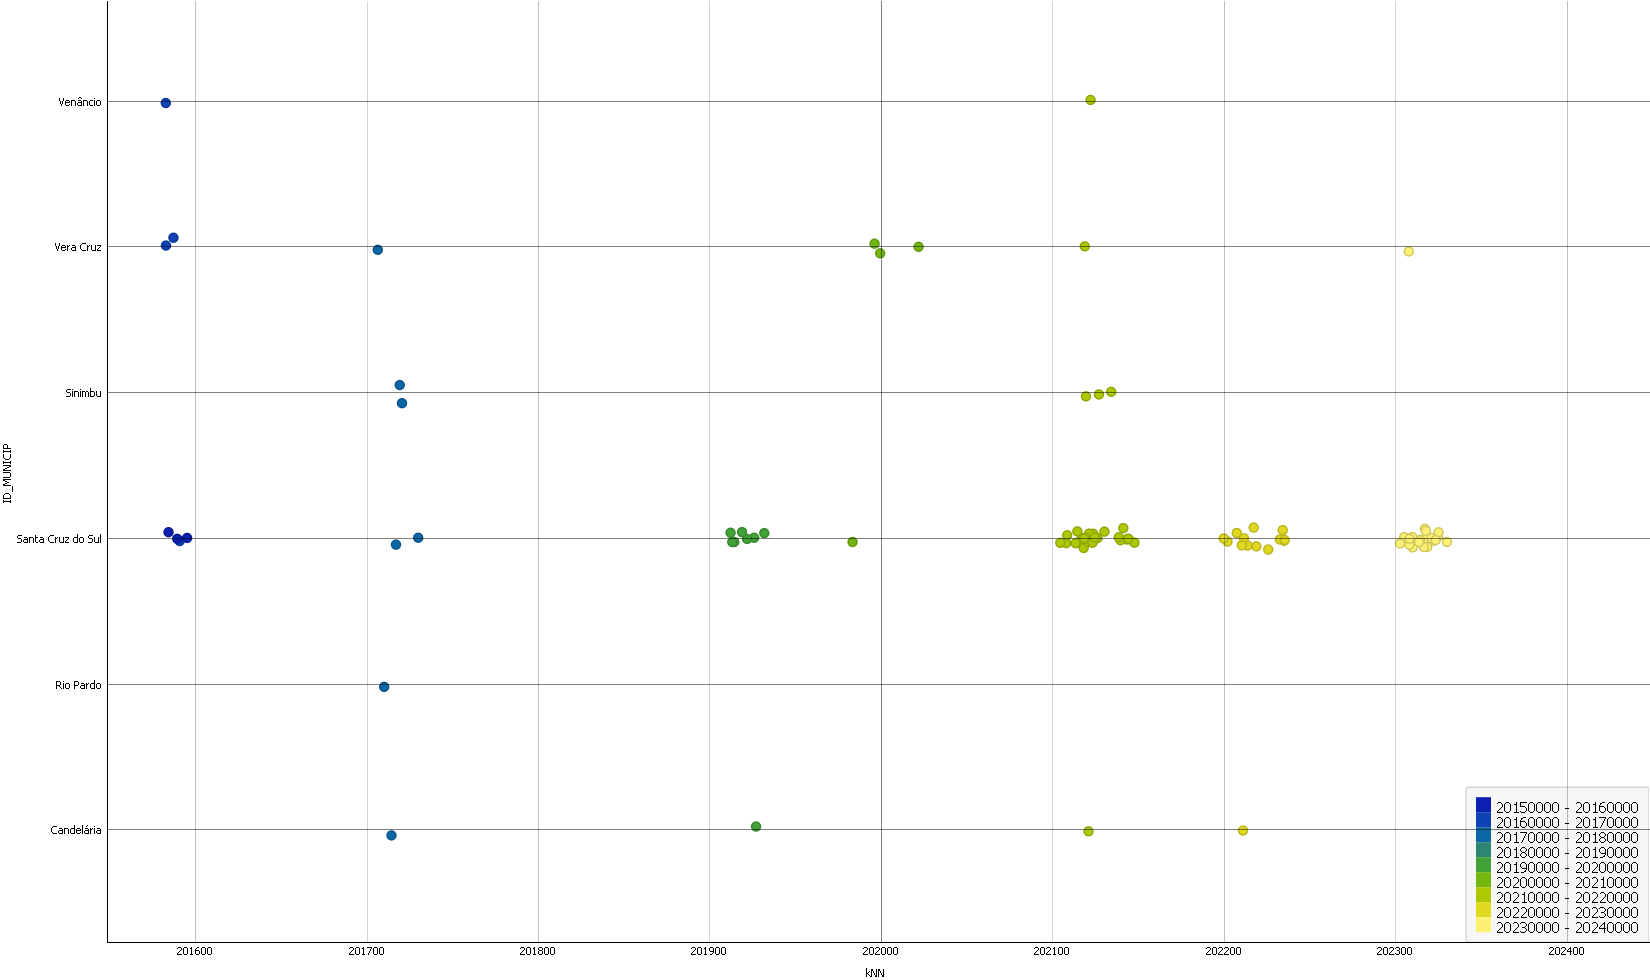 Venâncio
Vera Cruz
Sinimbu
ID_MUNICIP
Santa Cruz do Sul
Rio Pardo
Candelária
20150000 - 20160000
20160000 - 20170000
20170000 - 20180000
20180000 - 20190000
20190000 - 20200000
20200000 - 20210000
20210000 - 20220000
20220000 - 20230000
20230000 - 20240000
201600 201700 201800 201900 202000 202100 202200 202300 202400
kNN